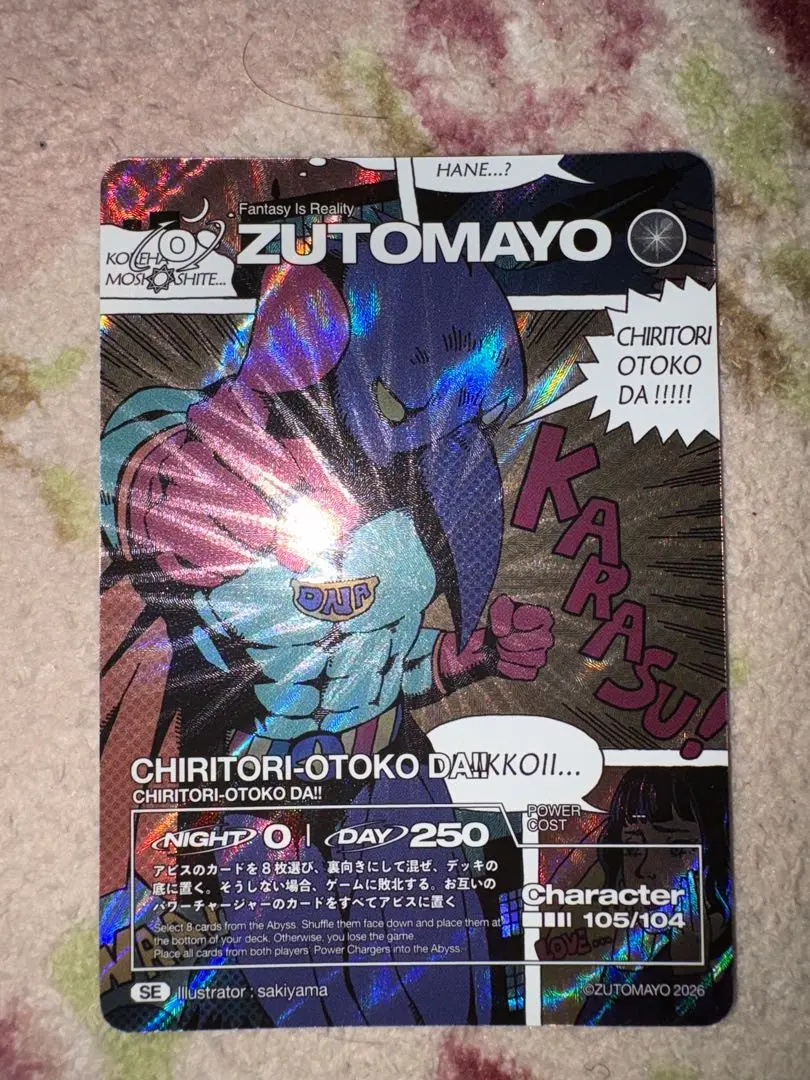 HANE...?
Fantasy Is Reality
ZUTOMAYO
0
CHIRITORI
OTOKO
DA!!!!!
KARASU!
DNA
CHIRITORI-OTOKO DA!!
CHIRITORI-OTOKO DA!!
KKOII...
POWER
COST
---
NIGHT 0 | DAY 250
アビスのカードを8枚選び、裏向きにして混ぜ、デッキの
底に置く。そうしない場合、ゲームに敗北する。お互いの
パワーチャージャーのカードをすべてアビスに置く
Select 8 cards from the Abyss. Shuffle them face down and place them at
the bottom of your deck. Otherwise, you lose the game.
Place all cards from both players' Power Chargers into the Abyss.
Character
105/104
LOVE...
SE Illustrator : sakiyama
©ZUTOMAYO 2026